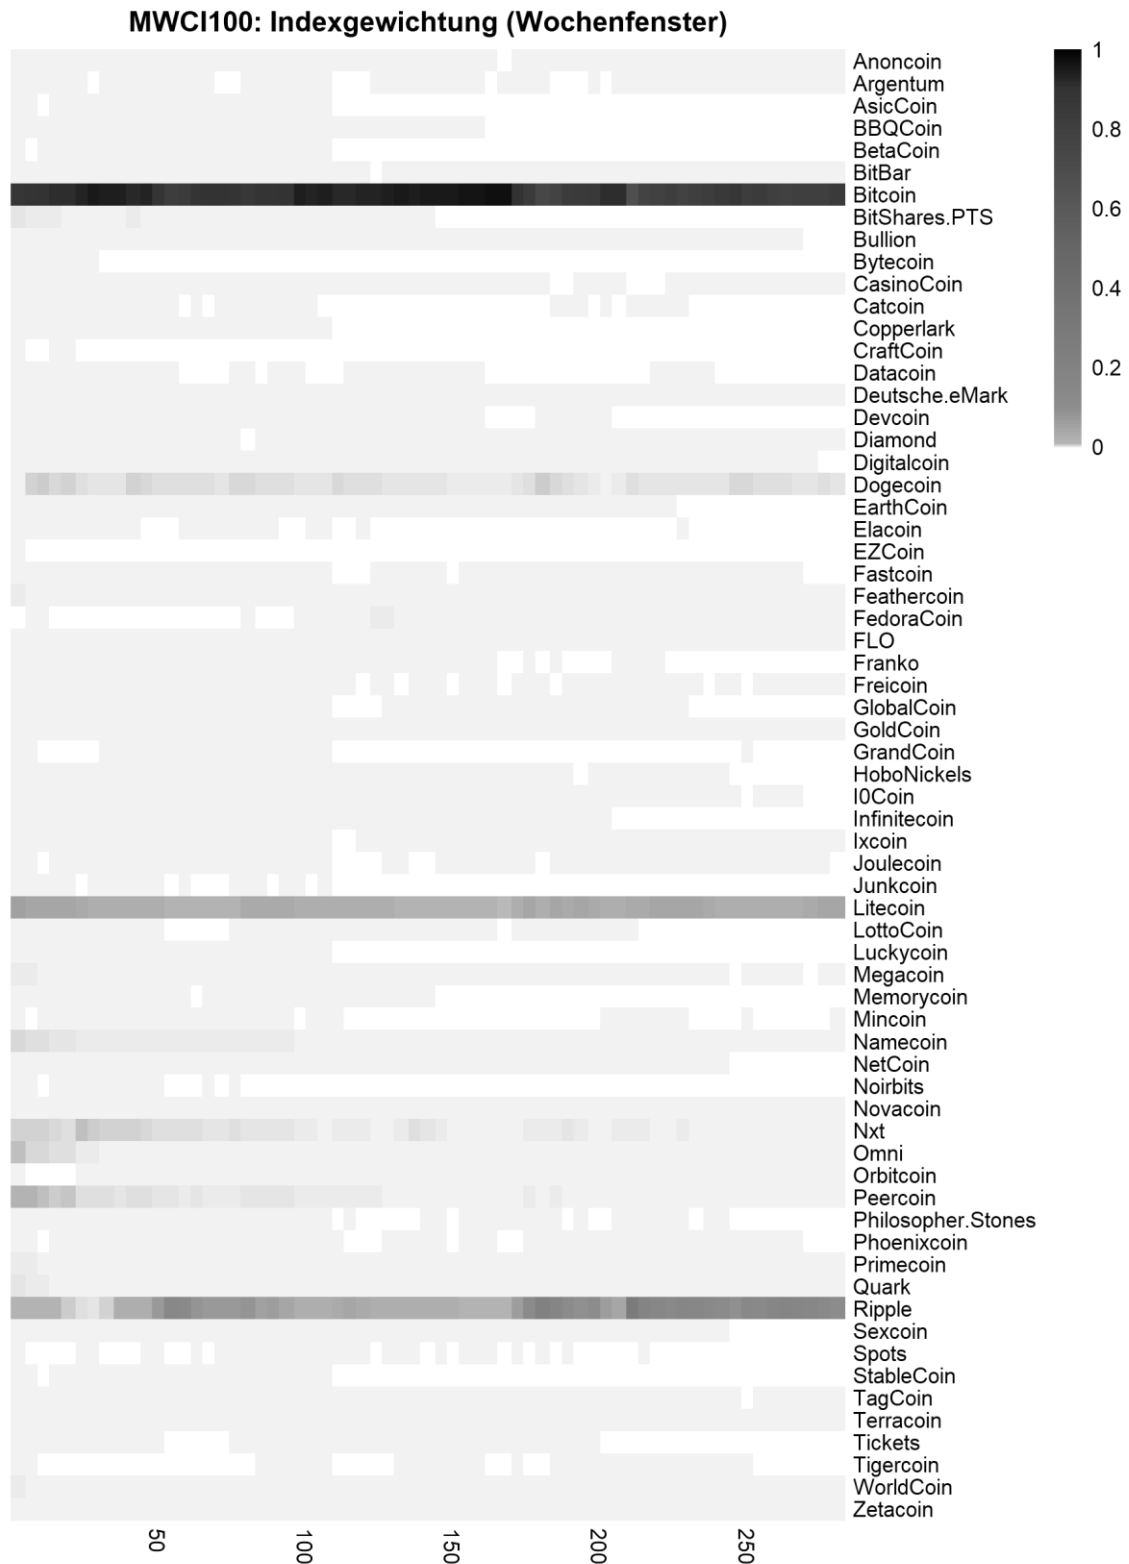 MWCI100: Indexgewichtung (Wochenfenster)
Anoncoin
Argentum
AsicCoin
BBQCoin
BetaCoin
BitBar
Bitcoin
BitShares.PTS
Bullion
Bytecoin
CasinoCoin
Catcoin
Copperlark
CraftCoin
Datacoin
Deutsche.eMark
Devcoin
Diamond
Digitalcoin
Dogecoin
EarthCoin
Elacoin
EZCoin
Fastcoin
Feathercoin
FedoraCoin
FLO
Franko
Freicoin
GlobalCoin
GoldCoin
GrandCoin
HoboNickels
I0Coin
Infinitecoin
Ixcoin
Joulecoin
Junkcoin
Litecoin
LottoCoin
Luckycoin
Megacoin
Memorycoin
Mincoin
Namecoin
NetCoin
Noirbits
Novacoin
Nxt
Omni
Orbitcoin
Peercoin
Philosopher.Stones
Phoenixcoin
Primecoin
Quark
Ripple
Sexcoin
Spots
StableCoin
TagCoin
Terracoin
Tickets
Tigercoin
WorldCoin
Zetacoin
1
0.8
0.6
0.4
0.2
0
50
100
150
200
250